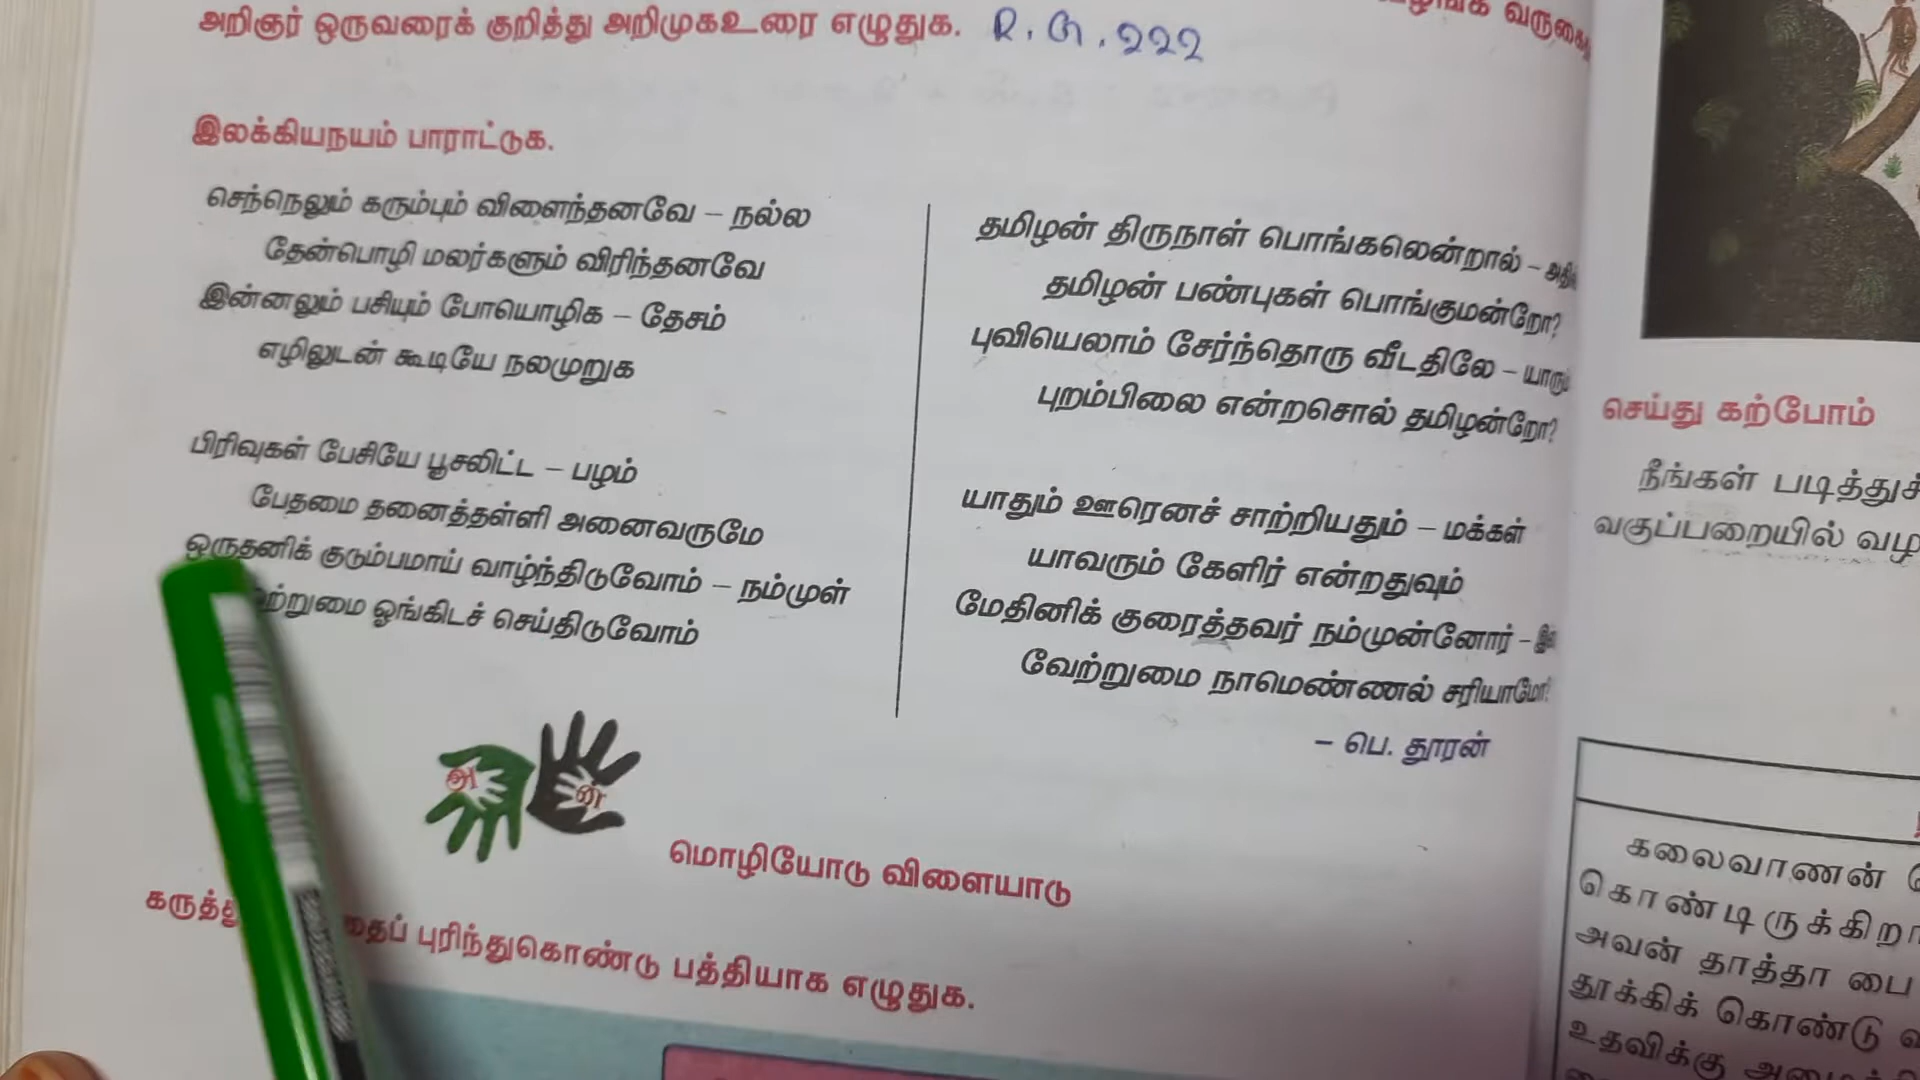 அறிஞர் ஒருவரைக் குறித்து அறிமுகஉரை எழுதுக. R. G. 222
இலக்கியநயம் பாராட்டுக.
செந்நெலும் கரும்பும் விளைந்தனவே – நல்ல
தேன்பொழி மலர்களும் விரிந்தனவே
இன்னலும் பசியும் போயொழிக – தேசம்
எழிலுடன் கூடியே நலமுறுக
பிரிவுகள் பேசியே பூசலிட்ட – பழம்
பேதமை தனைத்தள்ளி அனைவருமே
ஒருதனிக் குடும்பமாய் வாழ்ந்திடுவோம் – நம்முள்
ஓங்கிடச் செய்திடுவோம்
தமிழன் திருநாள் பொங்கலென்றால் –
தமிழன் பண்புகள் பொங்குமன்றோ?
புவியெலாம் சேர்ந்தொரு வீடதிலே –
புறம்பிலை என்றசொல் தமிழன்றோ?
யாதும் ஊரெனச் சாற்றியதும் – மக்கள்
யாவரும் கேளிர் என்றதுவும்
மேதினிக் குரைத்தவர் நம்முன்னோர் –
வேற்றுமை நாமெண்ணல் சரியாமோ?
– பெ. தூரன்
அ
ன்
மொழியோடு விளையாடு
புரிந்துகொண்டு பத்தியாக எழுதுக.
செய்து கற்போம்
நீங்கள் படித்துச்
வகுப்பறையில்
கலைவாணன்
கொண்டிருக்கிறா
அவன் தாத்தா பை
தூக்கிக் கொண்டு
உதவிக்கு